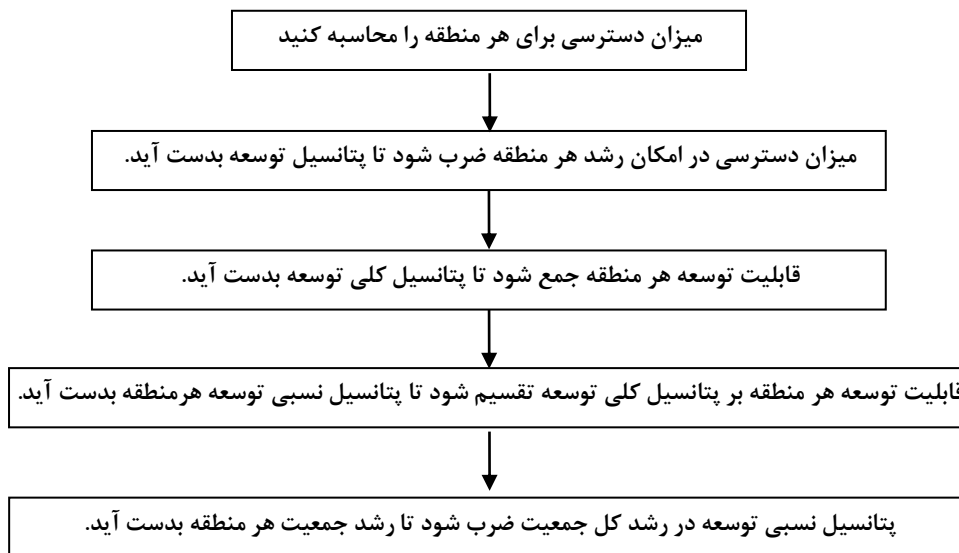 میزان دسترسی برای هر منطقه را محاسبه کنید
میزان دسترسی در امکان رشد هر منطقه ضرب شود تا پتانسیل توسعه بدست آید.
قابلیت توسعه هر منطقه جمع شود تا پتانسیل کلی توسعه بدست آید.
قابلیت توسعه هر منطقه بر پتانسیل کلی توسعه تقسیم شود تا پتانسیل نسبی توسعه هرمنطقه بدست آید.
پتانسیل نسبی توسعه در رشد کل جمعیت ضرب شود تا رشد جمعیت هر منطقه بدست آید.